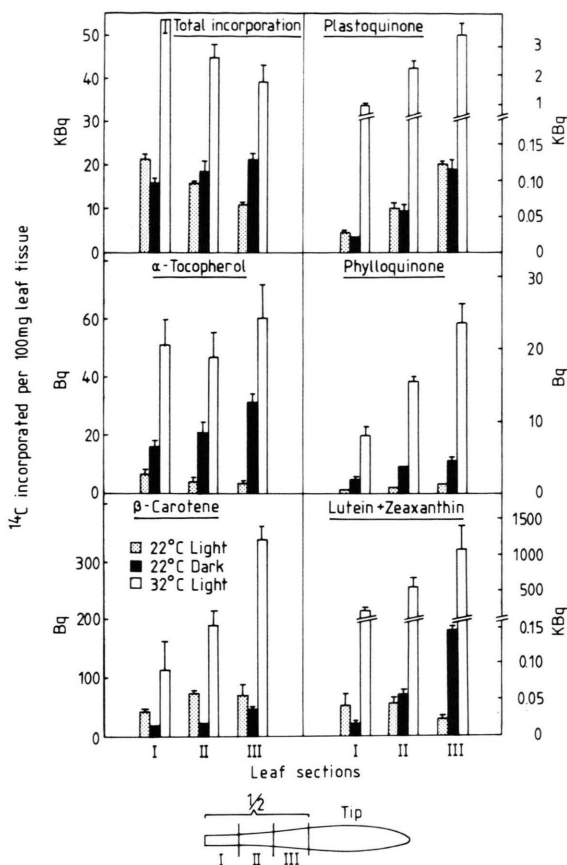 Total incorporation
Plastoquinone
50
40
30
20
10
0
KBq
3
2
1
0.15
0.10
0.05
0
KBq
α-Tocopherol
Phylloquinone
60
40
20
0
Bq
30
20
10
0
Bq
14C incorporated per 100mg leaf tissue
β-Carotene
Lutein+Zeaxanthin
22°C Light
22°C Dark
32°C Light
300
200
100
0
Bq
1500
1000
500
0.15
0.10
0.05
0
KBq
I II III I II III
Leaf sections
1/2
Tip
I II III